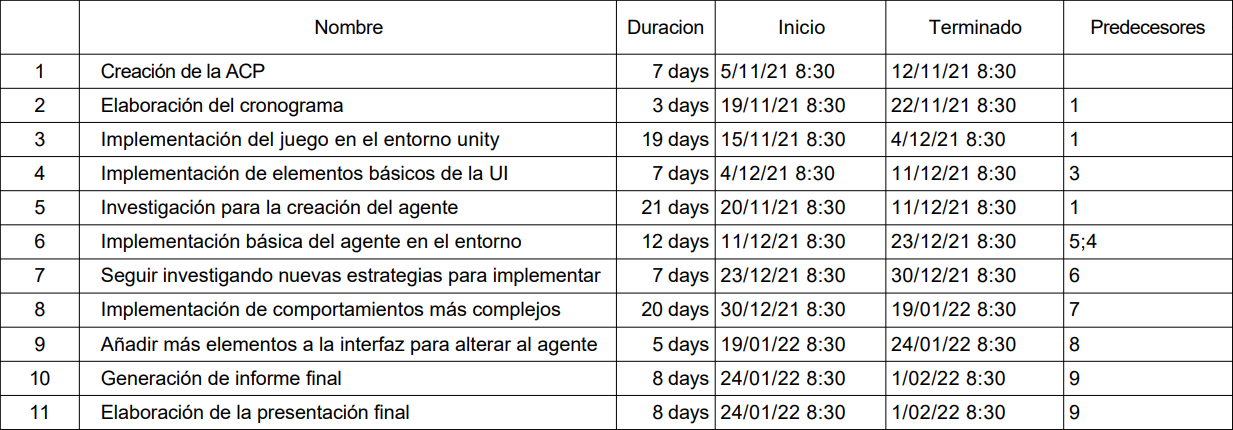 Nombre Duracion Inicio Terminado Predecesores
1 Creación de la ACP 7 days 5/11/21 8:30 12/11/21 8:30
2 Elaboración del cronograma 3 days 19/11/21 8:30 22/11/21 8:30 1
3 Implementación del juego en el entorno unity 19 days 15/11/21 8:30 4/12/21 8:30 1
4 Implementación de elementos básicos de la UI 7 days 4/12/21 8:30 11/12/21 8:30 3
5 Investigación para la creación del agente 21 days 20/11/21 8:30 11/12/21 8:30 1
6 Implementación básica del agente en el entorno 12 days 11/12/21 8:30 23/12/21 8:30 5;4
7 Seguir investigando nuevas estrategias para implementar 7 days 23/12/21 8:30 30/12/21 8:30 6
8 Implementación de comportamientos más complejos 20 days 30/12/21 8:30 19/01/22 8:30 7
9 Añadir más elementos a la interfaz para alterar al agente 5 days 19/01/22 8:30 24/01/22 8:30 8
10 Generación de informe final 8 days 24/01/22 8:30 1/02/22 8:30 9
11 Elaboración de la presentación final 8 days 24/01/22 8:30 1/02/22 8:30 9